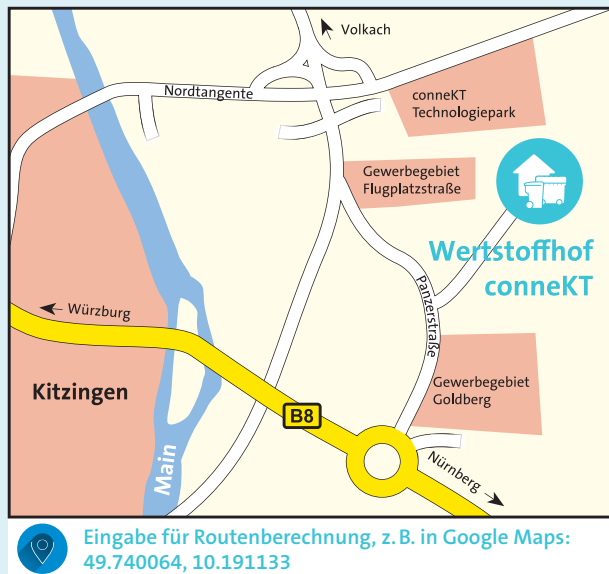 Volkach
Nordtangente
conneKT
Technologiepark
Gewerbegebiet
Flugplatzstraße
Wertstoffhof
conneKT
Panzerstraße
Würzburg
Kitzingen
Gewerbegebiet
Goldberg
B8
Main
Nürnberg
Eingabe für Routenberechnung, z. B. in Google Maps:
49.740064, 10.191133